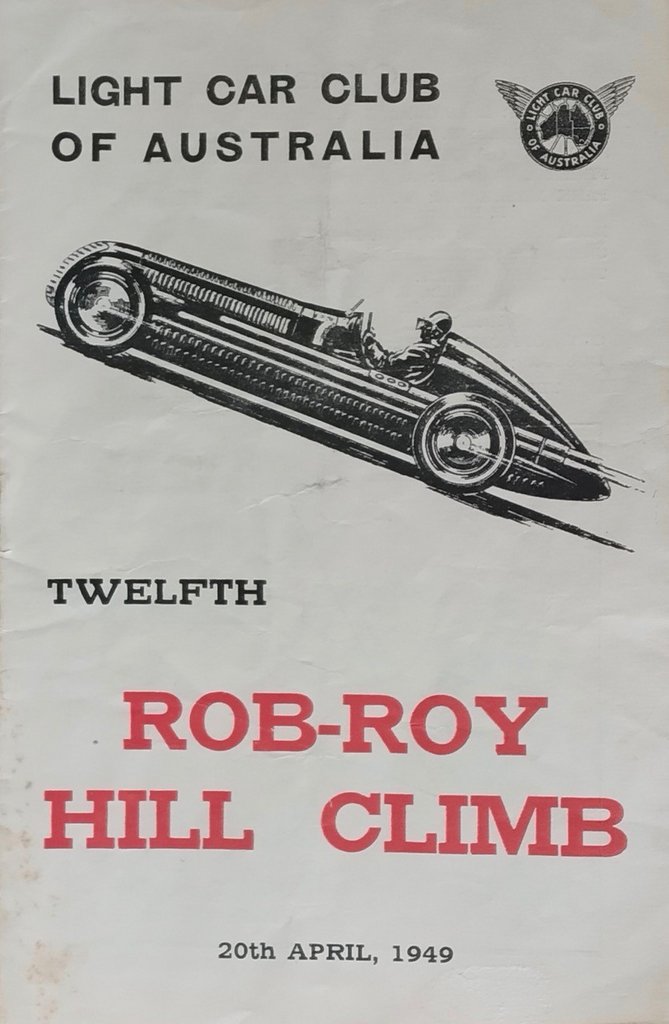 LIGHT CAR CLUB
OF AUSTRALIA
LIGHT CAR CLUB
OF AUSTRALIA
TWELFTH
ROB-ROY
HILL CLIMB
20th APRIL, 1949